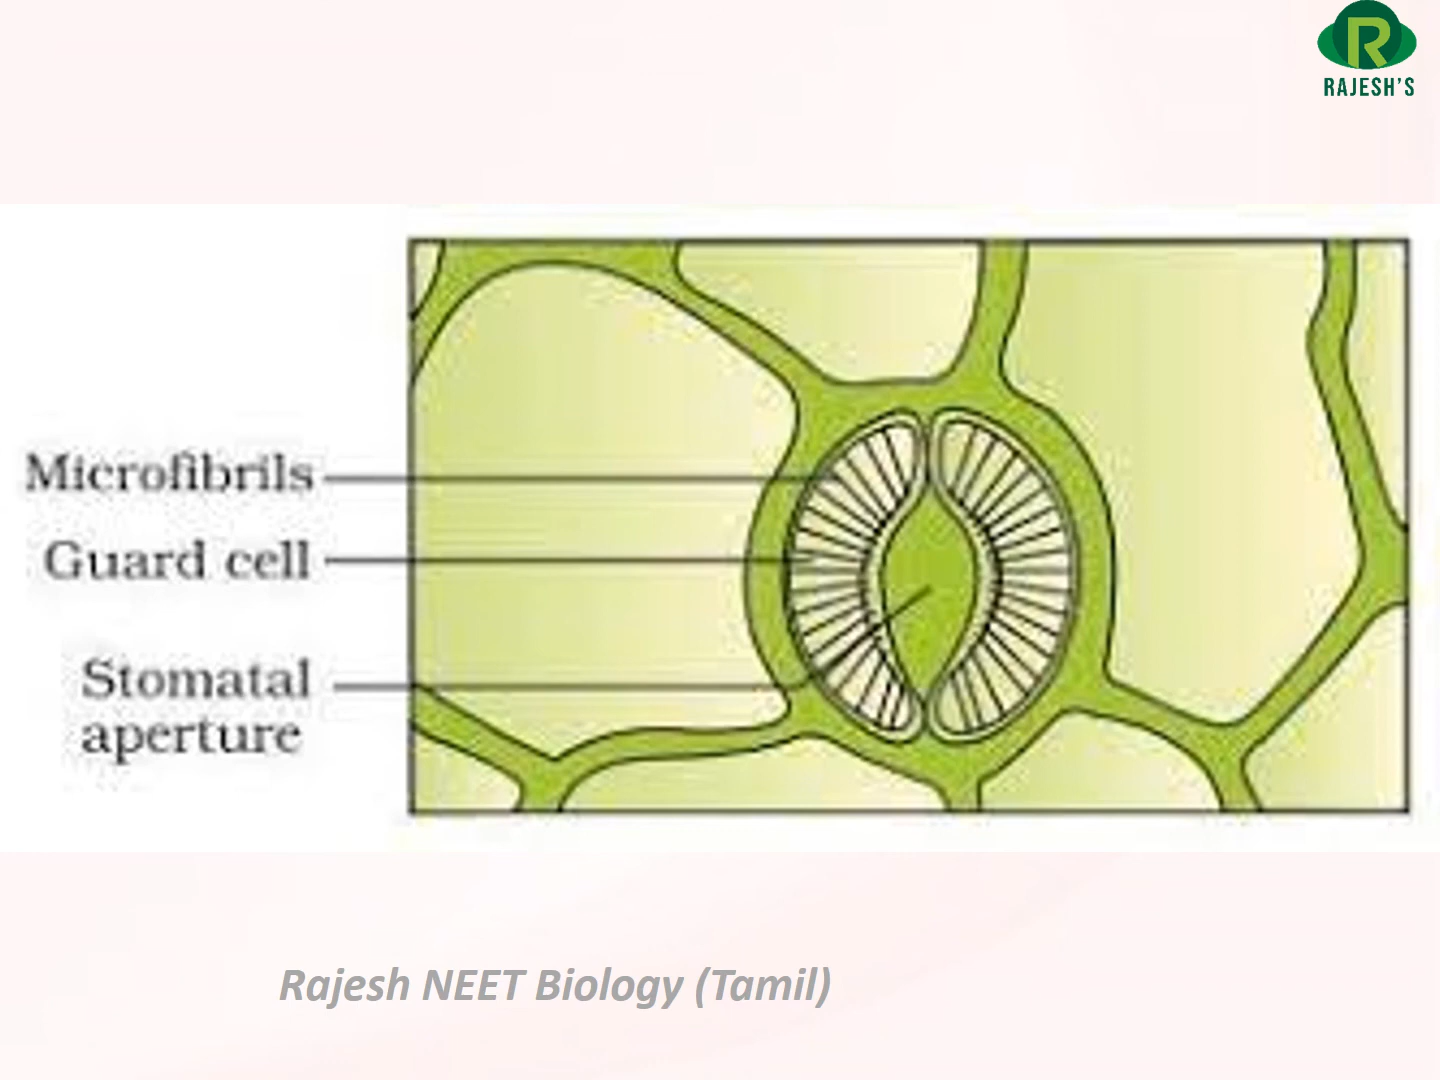 RAJESH'S
Microfibrils
Guard cell
Stomatal
aperture
Rajesh NEET Biology (Tamil)